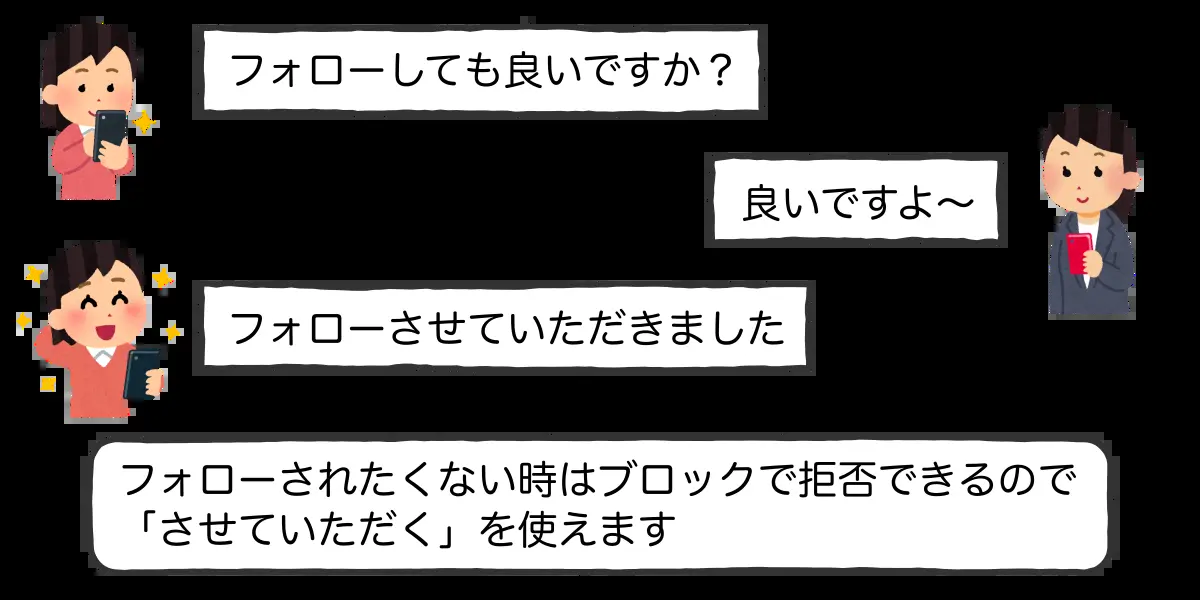 フォローしても良いですか？
良いですよ～
フォローさせていただきました
フォローされたくない時はブロックで拒否できるので
「させていただく」を使えます